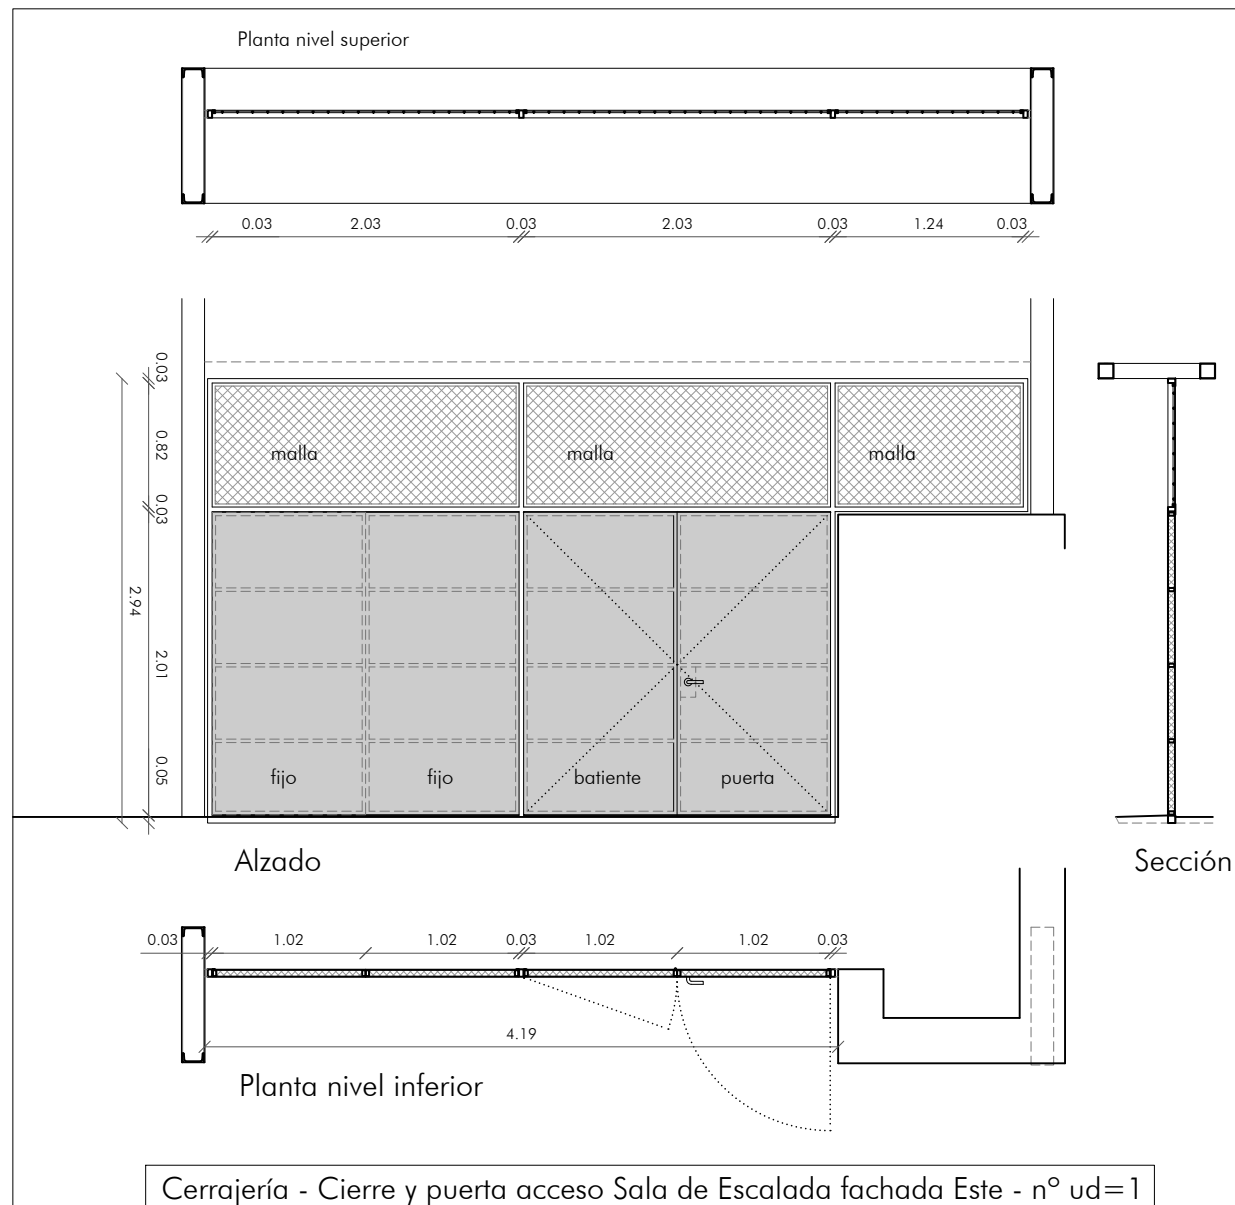 Planta nivel superior
0.03 2.03 0.03 2.03 0.03 1.24 0.03
0.03
0.82
0.03
2.94
2.01
0.05
malla malla malla
fijo fijo batiente puerta
Alzado
Sección
0.03 1.02 1.02 0.03 1.02 1.02 0.03
4.19
Planta nivel inferior
Cerrajería - Cierre y puerta acceso Sala de Escalada fachada Este - nº ud=1